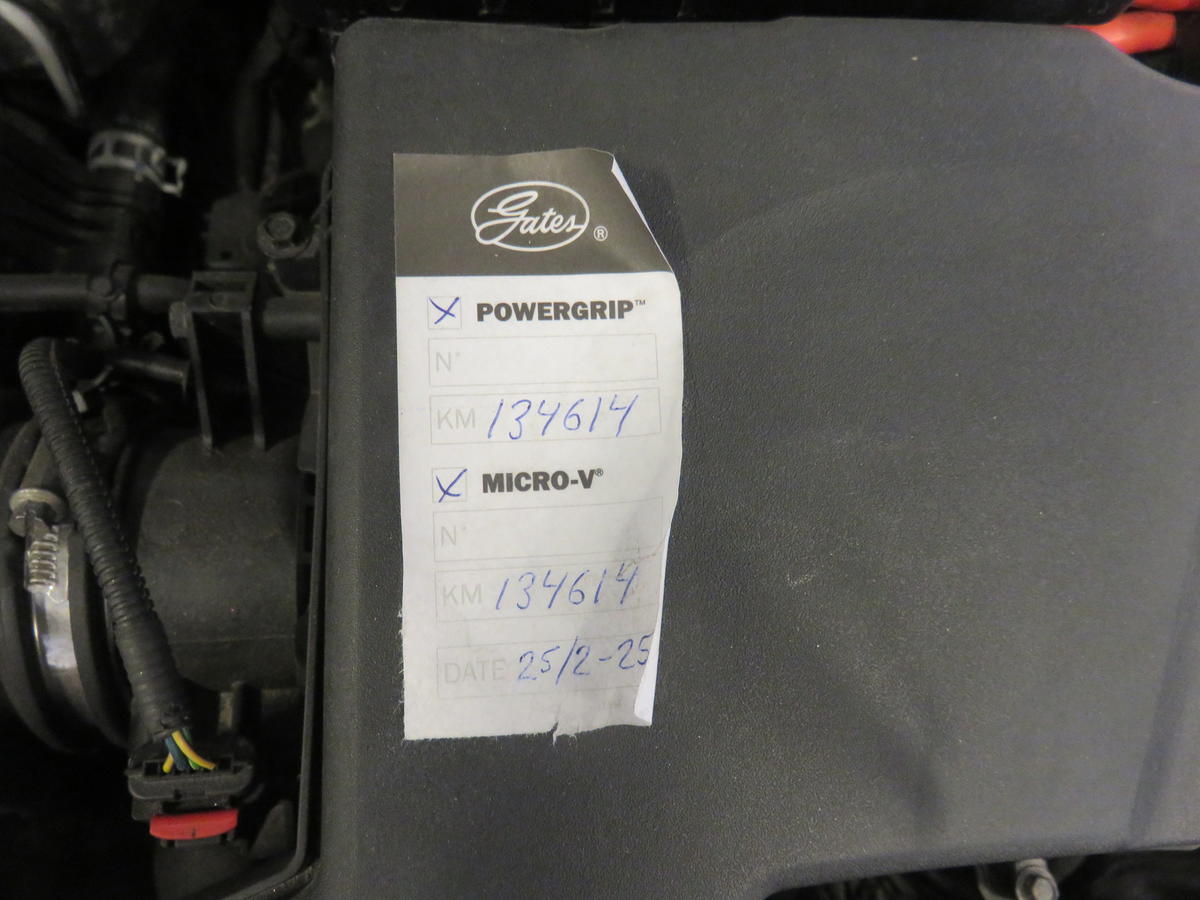 Gates ®
X POWERGRIP™
N°
KM 134614
X MICRO-V®
N°
KM 134614
DATE 25/2-25